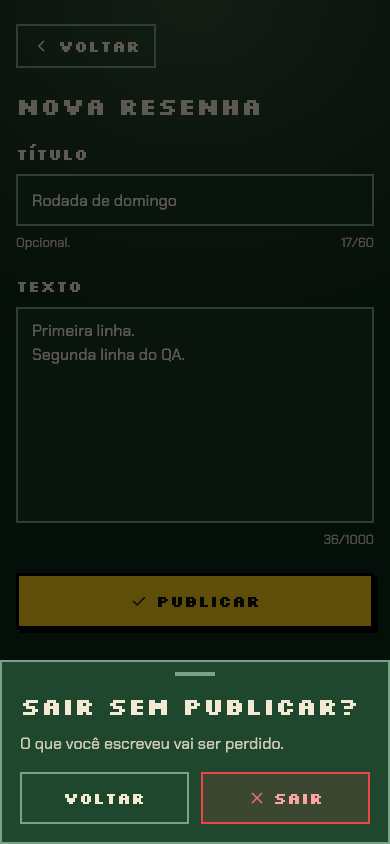 VOLTAR
NOVA RESENHA
TÍTULO
Rodada de domingo
Opcional. 17/60
TEXTO
Primeira linha.
Segunda linha do QA.
36/1000
PUBLICAR
SAIR SEM PUBLICAR?
O que você escreveu vai ser perdido.
VOLTAR SAIR